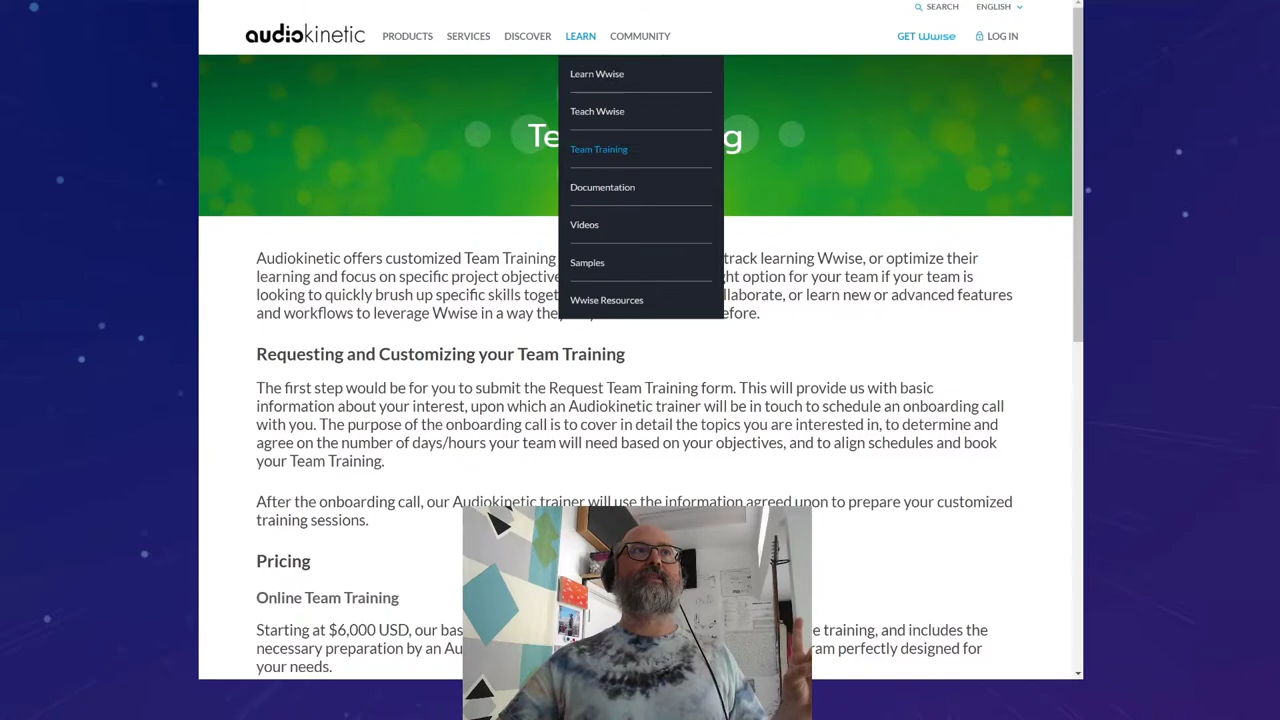 SEARCH ENGLISH
audiokinetic PRODUCTS SERVICES DISCOVER LEARN COMMUNITY GET Wwise LOG IN
Learn Wwise
Teach Wwise
Team Training
Documentation
Videos
Samples
Wwise Resources
Te g
Audiokinetic offers customized Team Training track learning Wwise, or optimize their
learning and focus on specific project objective ht option for your team if your team is
looking to quickly brush up specific skills toget llaborate, or learn new or advanced features
and workflows to leverage Wwise in a way the efore.
Requesting and Customizing your Team Training
The first step would be for you to submit the Request Team Training form. This will provide us with basic
information about your interest, upon which an Audiokinetic trainer will be in touch to schedule an onboarding call
with you. The purpose of the onboarding call is to cover in detail the topics you are interested in, to determine and
agree on the number of days/hours your team will need based on your objectives, and to align schedules and book
your Team Training.
After the onboarding call, our Audiokinetic trainer will use the information agreed upon to prepare your customized
training sessions.
Pricing
Online Team Training
Starting at $6,000 USD, our bas e training, and includes the
necessary preparation by an Au ram perfectly designed for
your needs.